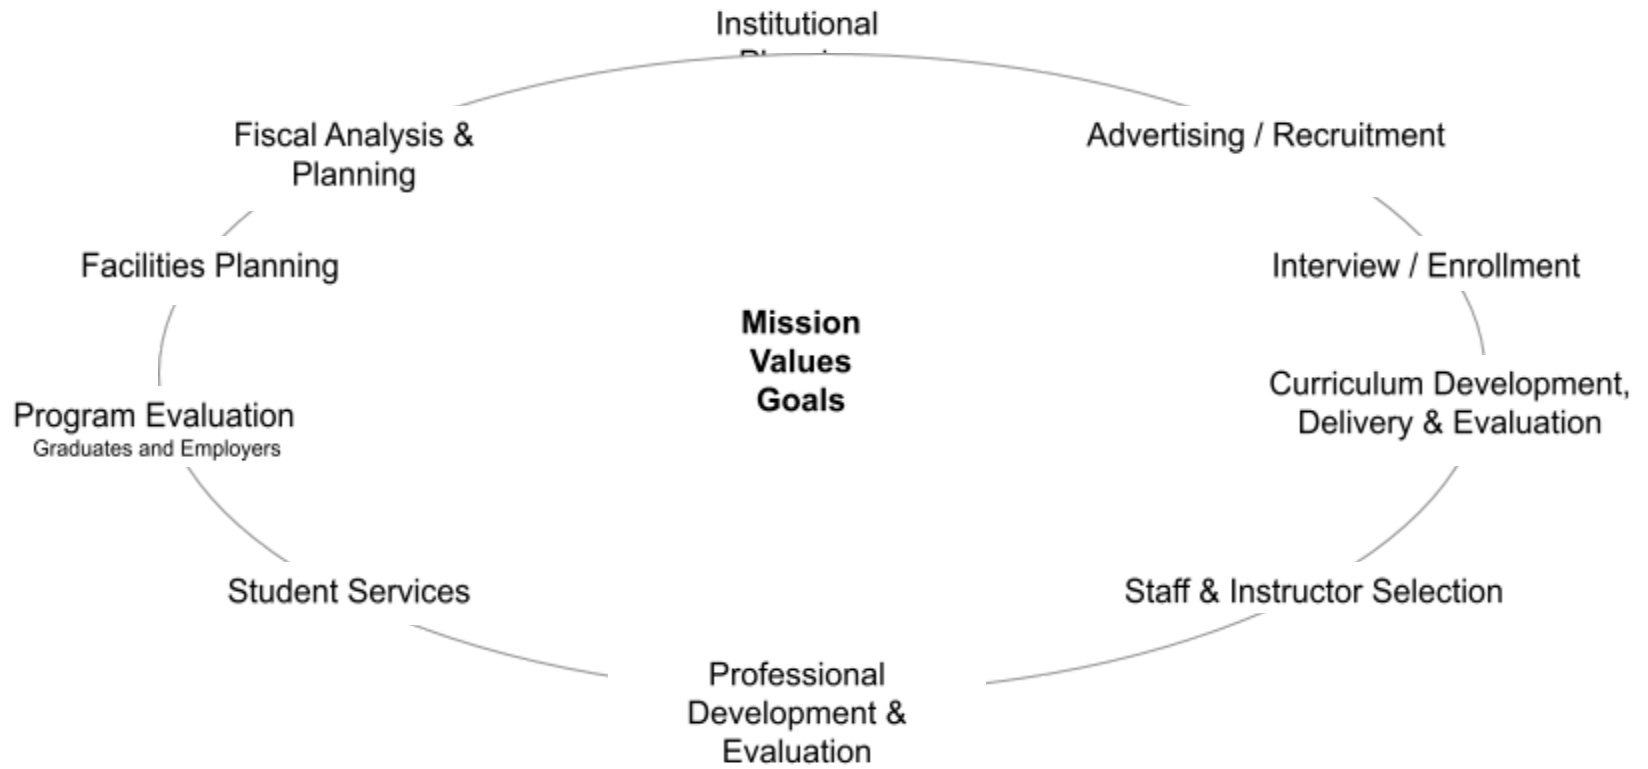 Institutional
Fiscal Analysis &
Planning
Advertising / Recruitment
Facilities Planning
Interview / Enrollment
Mission
Values
Goals
Curriculum Development,
Delivery & Evaluation
Program Evaluation
Graduates and Employers
Student Services
Staff & Instructor Selection
Professional
Development &
Evaluation